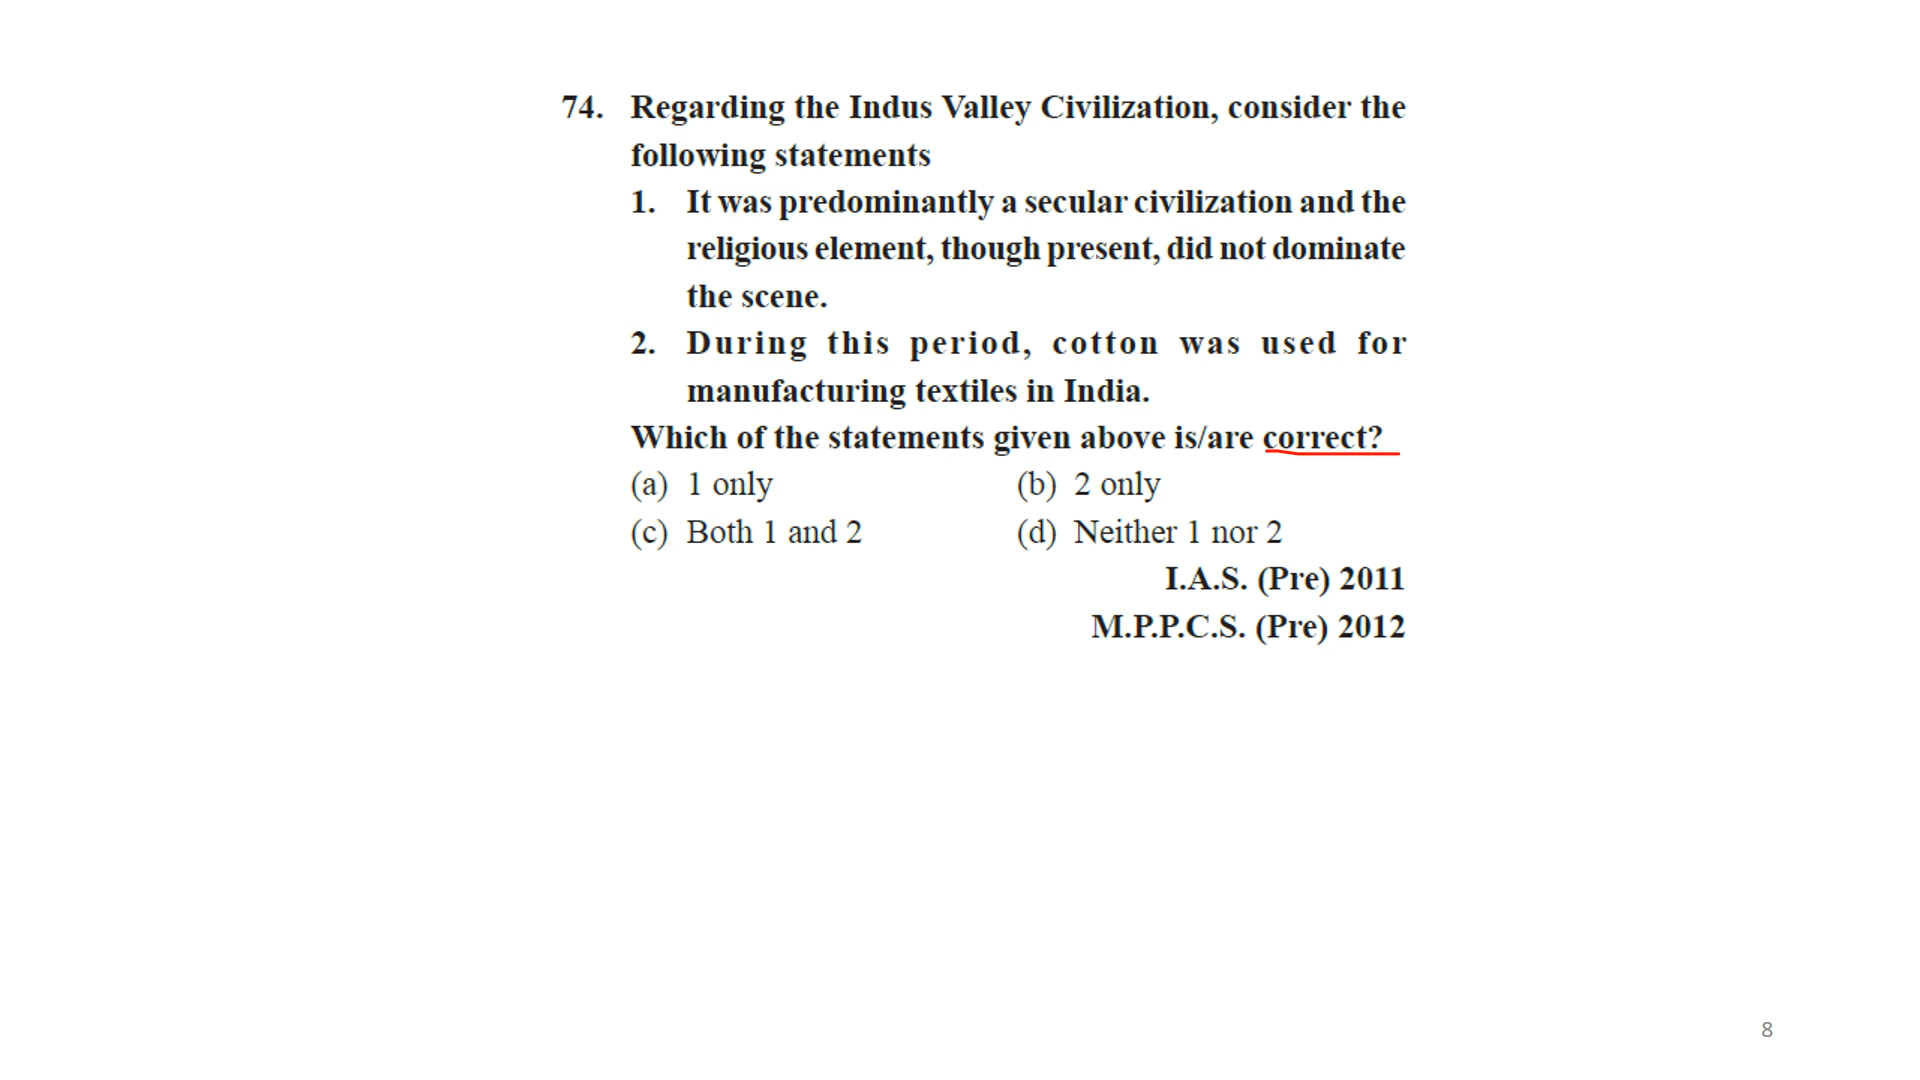 74. Regarding the Indus Valley Civilization, consider the
following statements
1. It was predominantly a secular civilization and the
religious element, though present, did not dominate
the scene.
2. During this period, cotton was used for
manufacturing textiles in India.
Which of the statements given above is/are correct?
(a) 1 only (b) 2 only
(c) Both 1 and 2 (d) Neither 1 nor 2
I.A.S. (Pre) 2011
M.P.P.C.S. (Pre) 2012
8